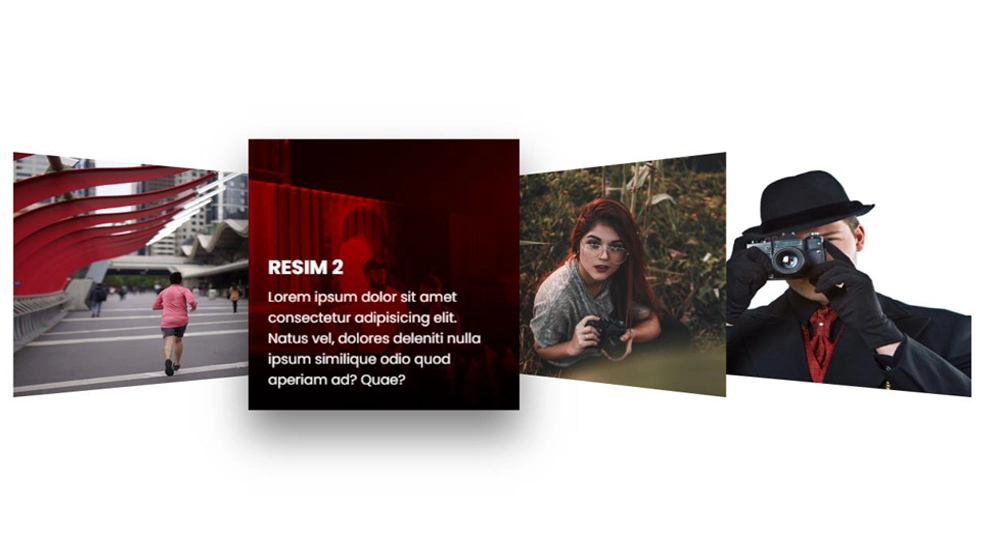 RESIM 2
Lorem ipsum dolor sit amet
consectetur adipisicing elit.
Natus vel, dolores deleniti nulla
ipsum similique odio quod
aperiam ad? Quae?